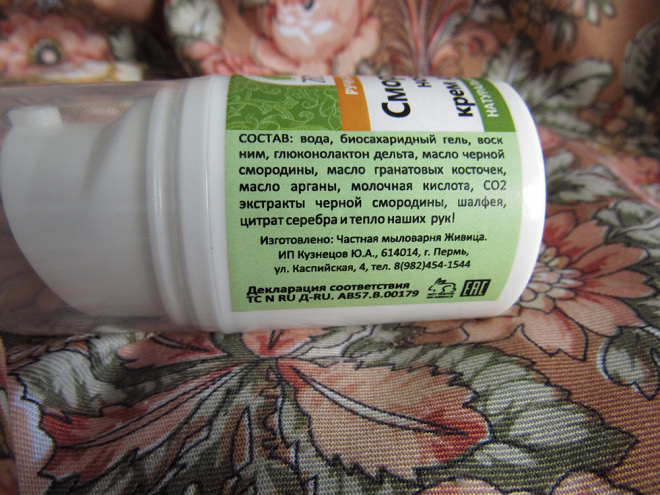 СОСТАВ: вода, биосахаридный гель, воск
ним, глюконолактон дельта, масло черной
смородины, масло гранатовых косточек,
масло арганы, молочная кислота, СО2
экстракты черной смородины, шалфея,
цитрат серебра и тепло наших рук!
Изготовлено: Частная мыловарня Живица.
ИП Кузнецов Ю.А., 614014, г. Пермь,
ул. Каспийская, 4, тел. 8(982)454-1544
Декларация соответствия
ТС N RU Д-RU. АВ57.В.00179
EAC
крем